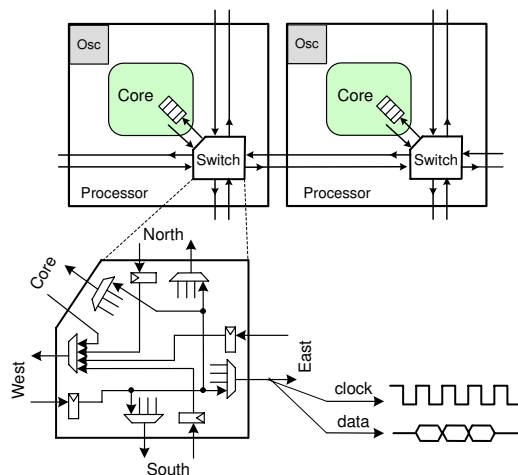 Osc
Core
Switch
Processor
Osc
Core
Switch
Processor
North
Core
West
East
South
clock
data